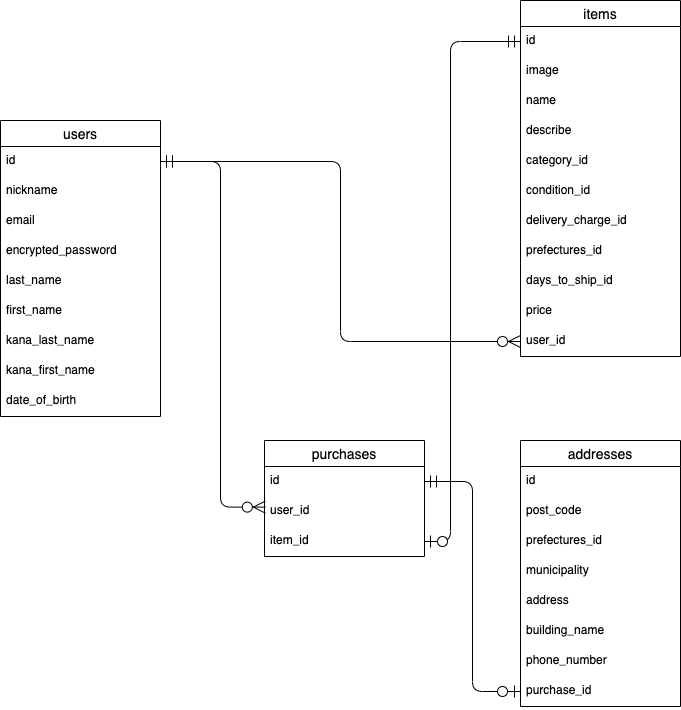 items
id
image
name
describe
category_id
condition_id
delivery_charge_id
prefectures_id
days_to_ship_id
price
user_id
users
id
nickname
email
encrypted_password
last_name
first_name
kana_last_name
kana_first_name
date_of_birth
purchases
id
user_id
item_id
addresses
id
post_code
prefectures_id
municipality
address
building_name
phone_number
purchase_id